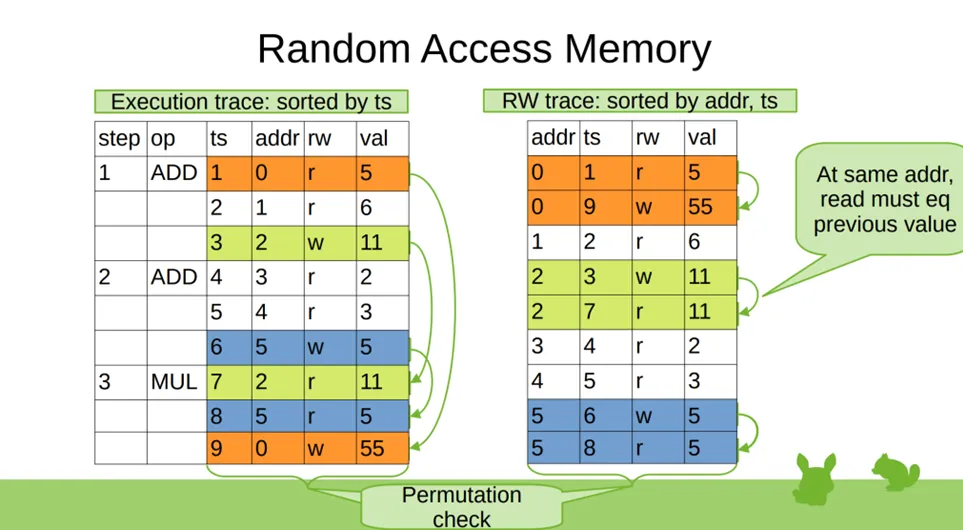 Random Access Memory
Execution trace: sorted by ts
step op ts addr rw val
1 ADD 1 0 r 5
2 1 r 6
3 2 w 11
2 ADD 4 3 r 2
5 4 r 3
6 5 w 5
3 MUL 7 2 r 11
8 5 r 5
9 0 w 55
RW trace: sorted by addr, ts
addr ts rw val
0 1 r 5
0 9 w 55
1 2 r 6
2 3 w 11
2 7 r 11
3 4 r 2
4 5 r 3
5 6 w 5
5 8 r 5
At same addr,
read must eq
previous value
Permutation
check